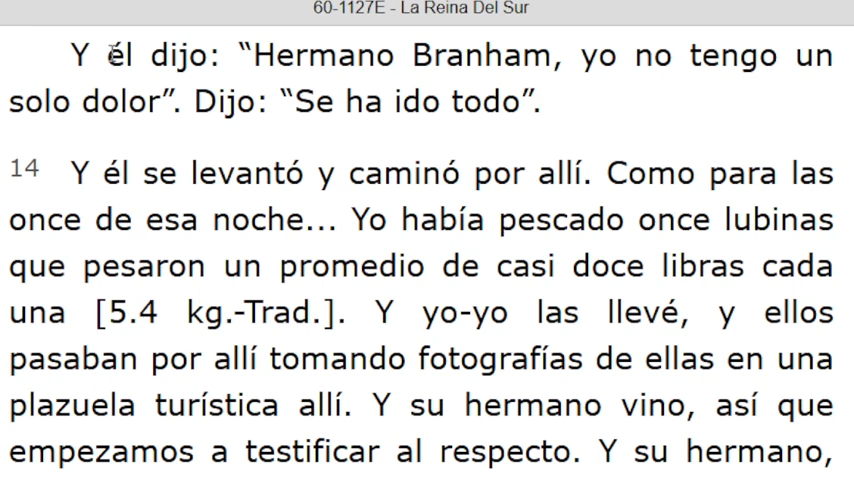 60-1127E - La Reina Del Sur
Y él dijo: “Hermano Branham, yo no tengo un
solo dolor”. Dijo: “Se ha ido todo”.
14 Y él se levantó y caminó por allí. Como para las
once de esa noche... Yo había pescado once lubinas
que pesaron un promedio de casi doce libras cada
una [5.4 kg.-Trad.]. Y yo-yo las llevé, y ellos
pasaban por allí tomando fotografías de ellas en una
plazuela turística allí. Y su hermano vino, así que
empezamos a testificar al respecto. Y su hermano,